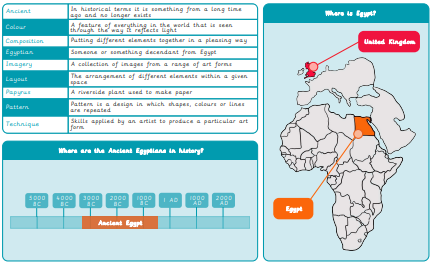 Ancient
In historical terms it is something from a long time
ago and no longer exists
Colour
A feature of everything in the world that is seen
through the way it reflects light
Composition
Putting different elements together in a pleasing way
Egyptian
Someone or something decendant from Egypt
Imagery
A collection of images from a range of art forms
Layout
The arrangement of different elements within a given
space
Papyrus
A riverside plant used to make paper
Pattern
Pattern is a design in which shapes, colours or lines
are repeated
Technique
Skills applied by an artist to produce a particular art
form
Where are the Ancient Egyptians in history?
5000 BC
4000 BC
3000 BC
2000 BC
1000 BC
1 AD
1000 AD
2000 AD
Ancient Egypt
Where is Egypt?
United Kingdom
Egypt